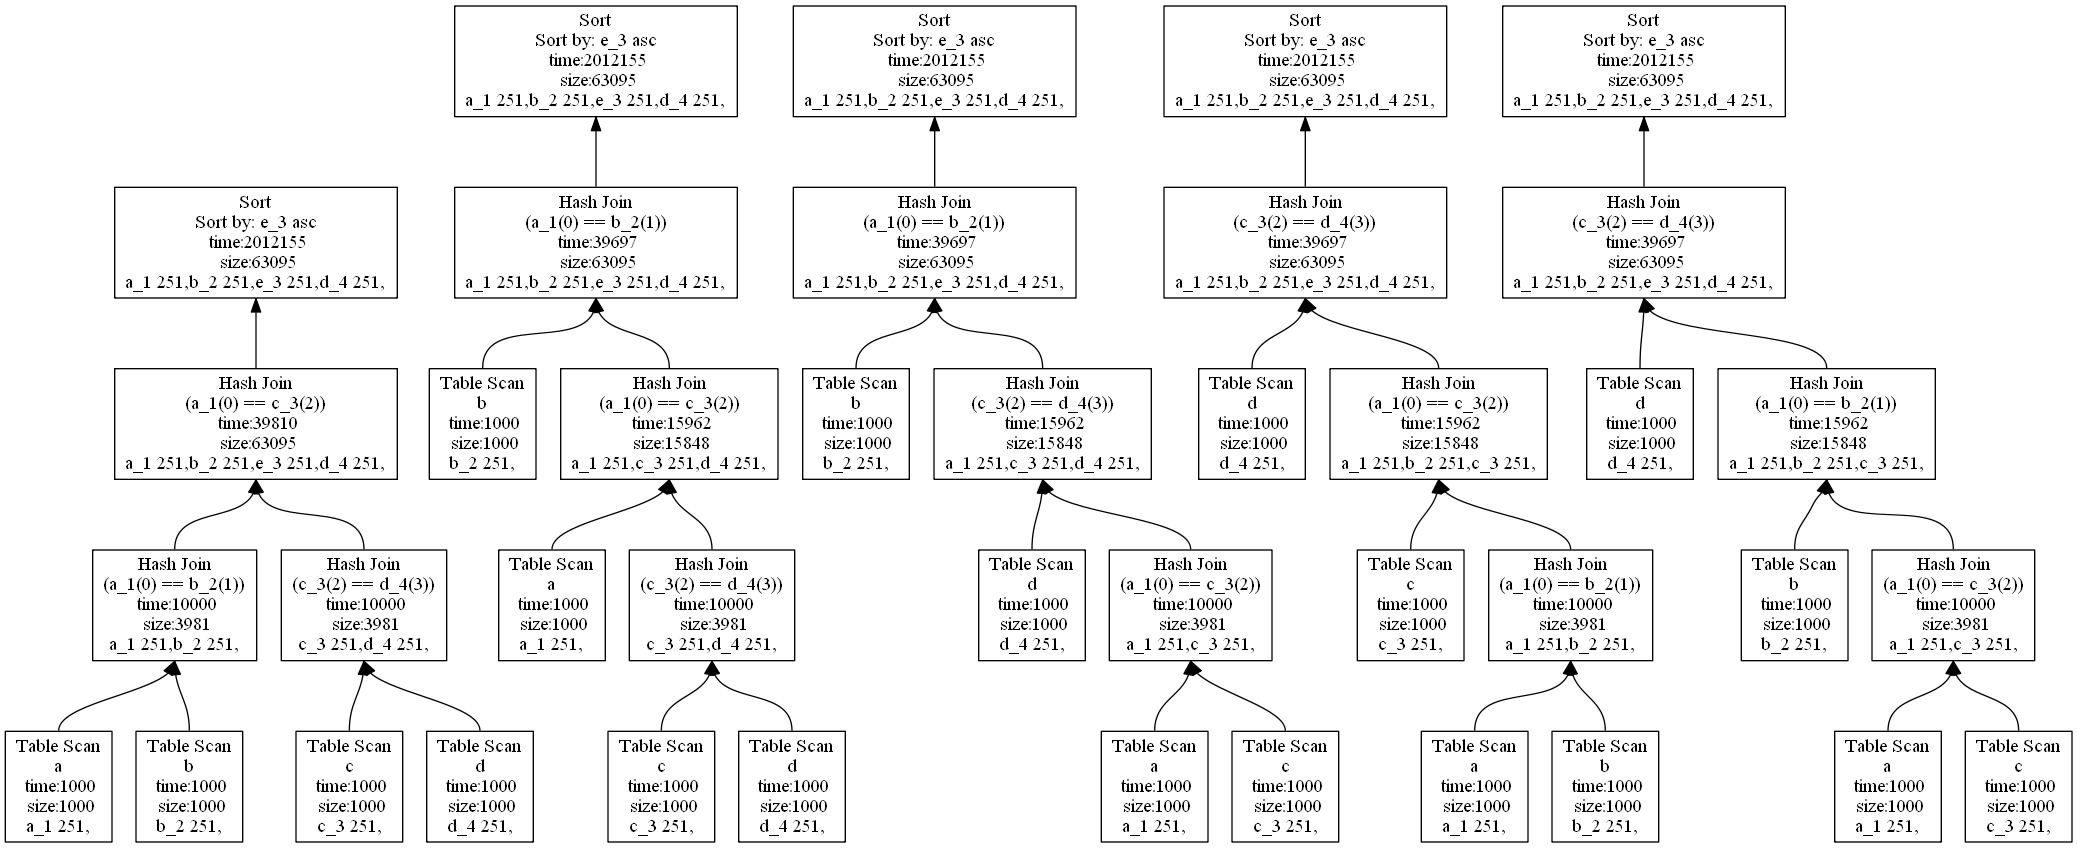 Sort
Sort by: e_3 asc
time:2012155
size:63095
a_1 251,b_2 251,e_3 251,d_4 251,
Sort
Sort by: e_3 asc
time:2012155
size:63095
a_1 251,b_2 251,e_3 251,d_4 251,
Sort
Sort by: e_3 asc
time:2012155
size:63095
a_1 251,b_2 251,e_3 251,d_4 251,
Sort
Sort by: e_3 asc
time:2012155
size:63095
a_1 251,b_2 251,e_3 251,d_4 251,
Sort
Sort by: e_3 asc
time:2012155
size:63095
a_1 251,b_2 251,e_3 251,d_4 251,
Hash Join
(a_1(0) == b_2(1))
time:39697
size:63095
a_1 251,b_2 251,e_3 251,d_4 251,
Hash Join
(a_1(0) == b_2(1))
time:39697
size:63095
a_1 251,b_2 251,e_3 251,d_4 251,
Hash Join
(c_3(2) == d_4(3))
time:39697
size:63095
a_1 251,b_2 251,e_3 251,d_4 251,
Hash Join
(c_3(2) == d_4(3))
time:39697
size:63095
a_1 251,b_2 251,e_3 251,d_4 251,
Hash Join
(a_1(0) == c_3(2))
time:39810
size:63095
a_1 251,b_2 251,e_3 251,d_4 251,
Table Scan
b
time:1000
size:1000
b_2 251,
Hash Join
(a_1(0) == c_3(2))
time:15962
size:15848
a_1 251,c_3 251,d_4 251,
Table Scan
b
time:1000
size:1000
b_2 251,
Hash Join
(c_3(2) == d_4(3))
time:15962
size:15848
a_1 251,c_3 251,d_4 251,
Table Scan
d
time:1000
size:1000
d_4 251,
Hash Join
(a_1(0) == c_3(2))
time:15962
size:15848
a_1 251,b_2 251,c_3 251,
Table Scan
d
time:1000
size:1000
d_4 251,
Hash Join
(a_1(0) == b_2(1))
time:15962
size:15848
a_1 251,b_2 251,c_3 251,
Hash Join
(a_1(0) == b_2(1))
time:10000
size:3981
a_1 251,b_2 251,
Hash Join
(c_3(2) == d_4(3))
time:10000
size:3981
c_3 251,d_4 251,
Table Scan
a
time:1000
size:1000
a_1 251,
Hash Join
(c_3(2) == d_4(3))
time:10000
size:3981
c_3 251,d_4 251,
Table Scan
d
time:1000
size:1000
d_4 251,
Hash Join
(a_1(0) == c_3(2))
time:10000
size:3981
a_1 251,c_3 251,
Table Scan
c
time:1000
size:1000
c_3 251,
Hash Join
(a_1(0) == b_2(1))
time:10000
size:3981
a_1 251,b_2 251,
Table Scan
b
time:1000
size:1000
b_2 251,
Hash Join
(a_1(0) == c_3(2))
time:10000
size:3981
a_1 251,c_3 251,
Table Scan
a
time:1000
size:1000
a_1 251,
Table Scan
b
time:1000
size:1000
b_2 251,
Table Scan
c
time:1000
size:1000
c_3 251,
Table Scan
d
time:1000
size:1000
d_4 251,
Table Scan
c
time:1000
size:1000
c_3 251,
Table Scan
d
time:1000
size:1000
d_4 251,
Table Scan
a
time:1000
size:1000
a_1 251,
Table Scan
c
time:1000
size:1000
c_3 251,
Table Scan
a
time:1000
size:1000
a_1 251,
Table Scan
b
time:1000
size:1000
b_2 251,
Table Scan
a
time:1000
size:1000
a_1 251,
Table Scan
c
time:1000
size:1000
c_3 251,